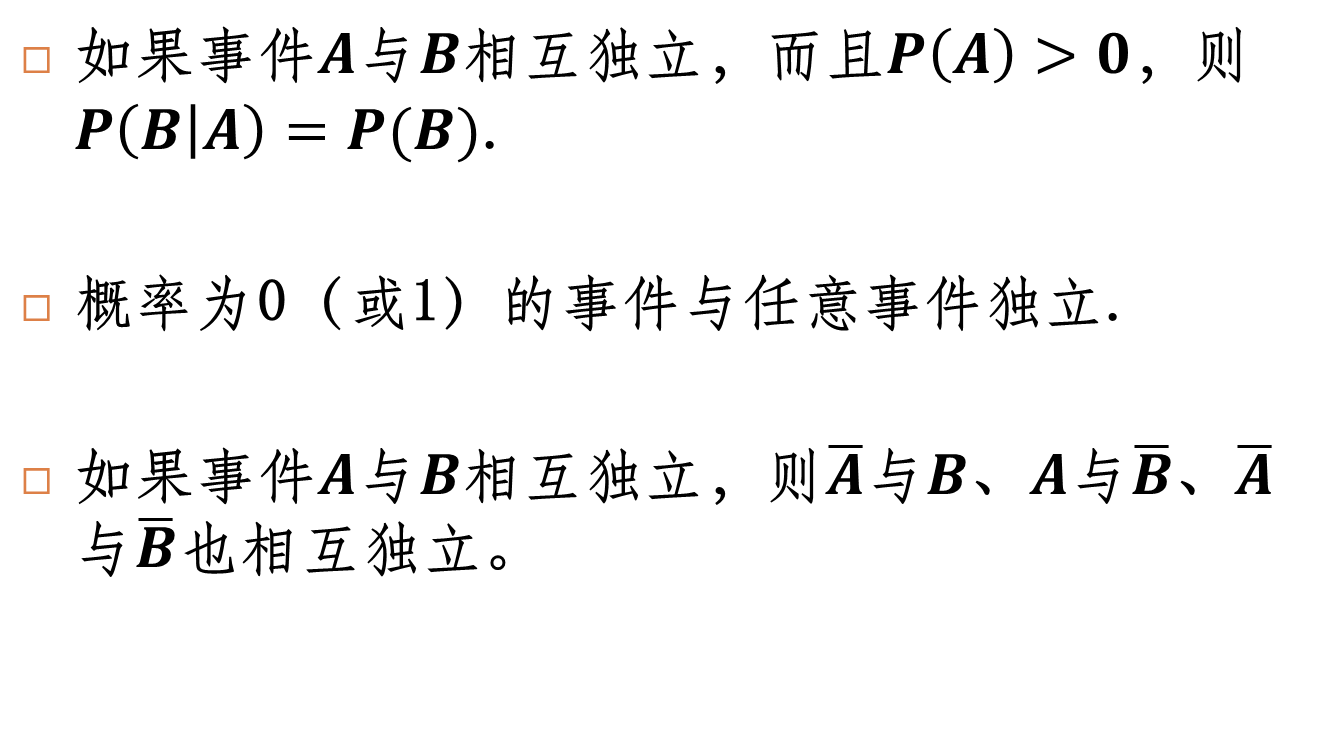 □ 如果事件A与B相互独立，而且P(A) > 0，则
P(B|A) = P(B).
□ 概率为0（或1）的事件与任意事件独立.
□ 如果事件A与B相互独立，则A̅与B、A与B̅、A̅
与B̅也相互独立。